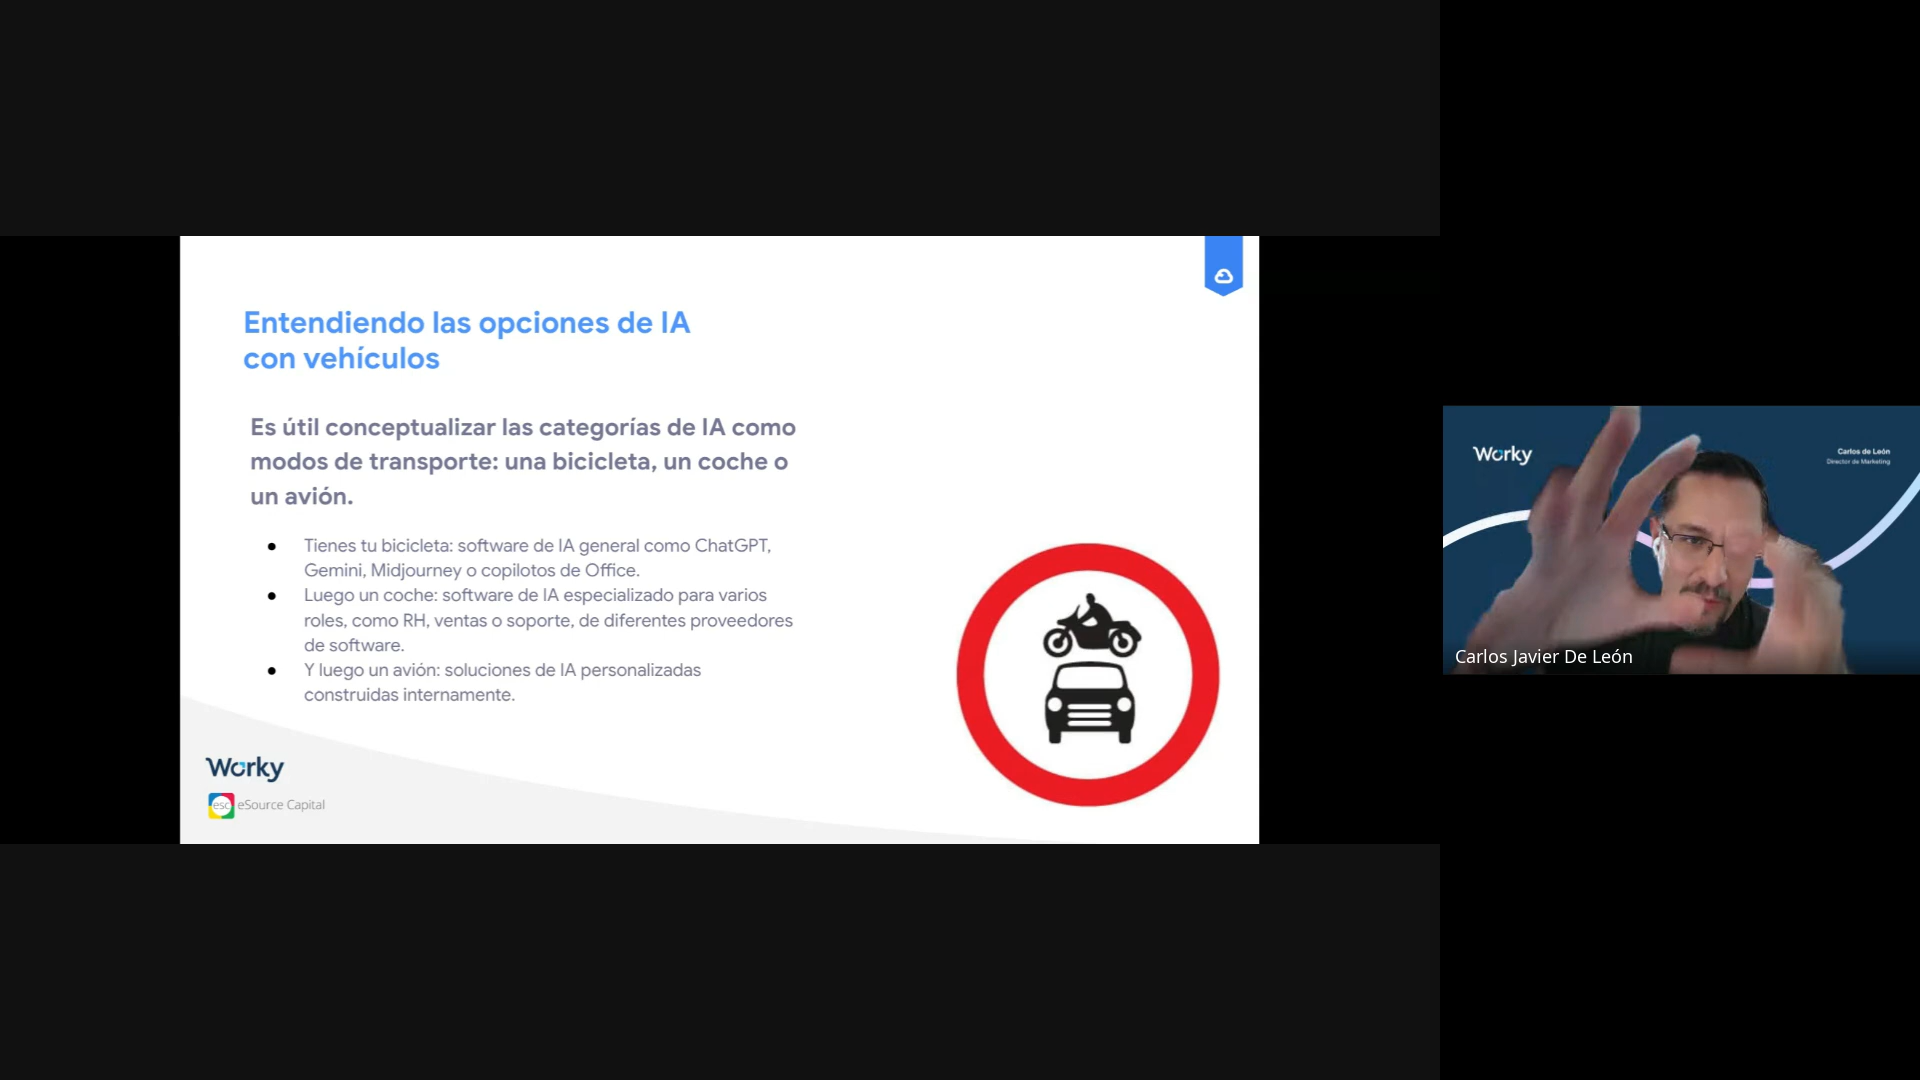 Entendiendo las opciones de IA
con vehículos
Es útil conceptualizar las categorías de IA como
modos de transporte: una bicicleta, un coche o
un avión.
● Tienes tu bicicleta: software de IA general como ChatGPT,
Gemini, Midjourney o copilotos de Office.
● Luego un coche: software de IA especializado para varios
roles, como RH, ventas o soporte, de diferentes proveedores
de software.
● Y luego un avión: soluciones de IA personalizadas
construidas internamente.
Worky
esc eSource Capital
Worky
Carlos de León
Director de Marketing
Carlos Javier De León